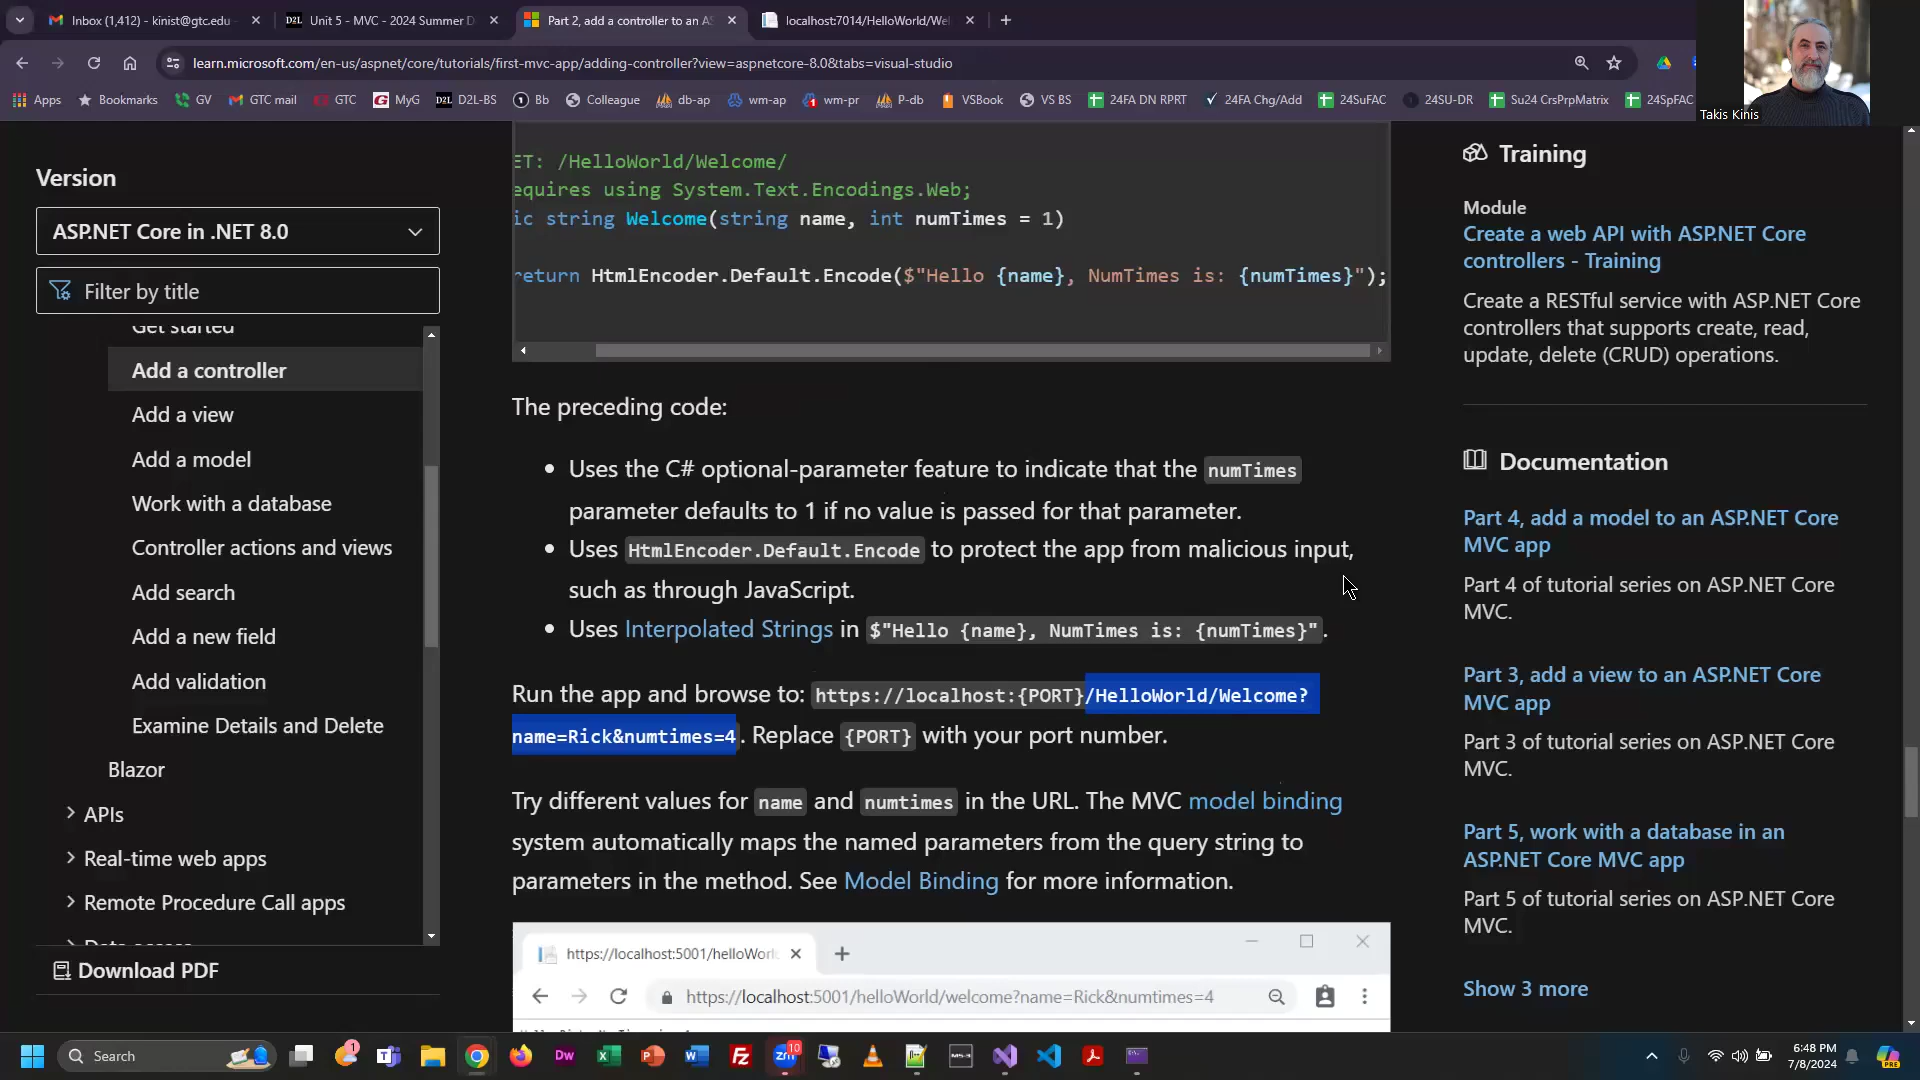 Inbox (1,412) - kinist@gtc.edu
D2L Unit 5 - MVC - 2024 Summer D
Part 2, add a controller to an AS
localhost:7014/HelloWorld/Wel
learn.microsoft.com/en-us/aspnet/core/tutorials/first-mvc-app/adding-controller?view=aspnetcore-8.0&tabs=visual-studio
Apps
Bookmarks
GV
GTC mail
GTC
MyG
D2L D2L-BS
Bb
Colleague
db-ap
wm-ap
wm-pr
P-db
VSBook
VS BS
24FA DN RPRT
24FA Chg/Add
24SuFAC
24SU-DR
Su24 CrsPrpMatrix
24SpFAC
Takis Kinis
Version
ASP.NET Core in .NET 8.0
Filter by title
Get started
Add a controller
Add a view
Add a model
Work with a database
Controller actions and views
Add search
Add a new field
Add validation
Examine Details and Delete
Blazor
APIs
Real-time web apps
Remote Procedure Call apps
Data access
Download PDF
ET: /HelloWorld/Welcome/
equires using System.Text.Encodings.Web;
ic string Welcome(string name, int numTimes = 1)
return HtmlEncoder.Default.Encode($"Hello {name}, NumTimes is: {numTimes}");
The preceding code:
• Uses the C# optional-parameter feature to indicate that the numTimes
parameter defaults to 1 if no value is passed for that parameter.
• Uses HtmlEncoder.Default.Encode to protect the app from malicious input,
such as through JavaScript.
• Uses Interpolated Strings in $"Hello {name}, NumTimes is: {numTimes}".
Run the app and browse to: https://localhost:{PORT}/HelloWorld/Welcome?
name=Rick&numtimes=4. Replace {PORT} with your port number.
Try different values for name and numtimes in the URL. The MVC model binding
system automatically maps the named parameters from the query string to
parameters in the method. See Model Binding for more information.
https://localhost:5001/helloWorl
https://localhost:5001/helloWorld/welcome?name=Rick&numtimes=4
Training
Module
Create a web API with ASP.NET Core
controllers - Training
Create a RESTful service with ASP.NET Core
controllers that supports create, read,
update, delete (CRUD) operations.
Documentation
Part 4, add a model to an ASP.NET Core
MVC app
Part 4 of tutorial series on ASP.NET Core
MVC.
Part 3, add a view to an ASP.NET Core
MVC app
Part 3 of tutorial series on ASP.NET Core
MVC.
Part 5, work with a database in an
ASP.NET Core MVC app
Part 5 of tutorial series on ASP.NET Core
MVC.
Show 3 more
Search
1
Dw
Fz
zm
10
6:48 PM
7/8/2024
PRE